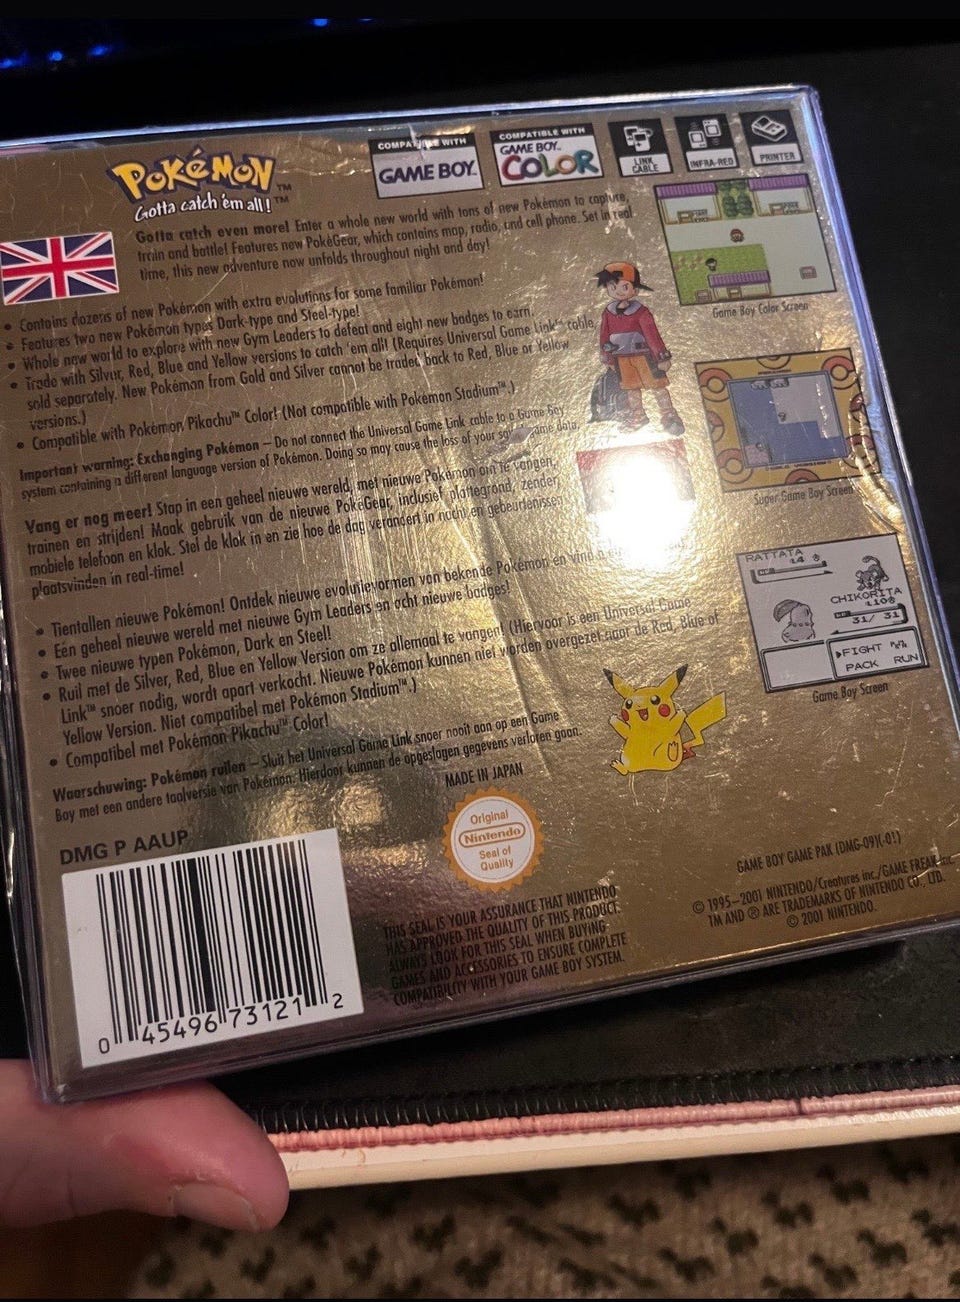 POKéMON™
Gotta catch 'em all!™
COMPATIBLE WITH
GAME BOY.
COMPATIBLE WITH
GAME BOY.
COLOR
LINK
CABLE
INFRA-RED
PRINTER
Gotta catch even more! Enter a whole new world with tons of new Pokémon to capture,
train and battle! Features new PokéGear, which contains map, radio, and cell phone. Set in real
time, this new adventure now unfolds throughout night and day!
• Contains dozens of new Pokémon with extra evolutions for some familiar Pokémon!
• Features two new Pokémon types Dark-type and Steel-type!
• Whole new world to explore with new Gym Leaders to defeat and eight new badges to earn.
• Trade with Silver, Red, Blue and Yellow versions to catch 'em all! (Requires Universal Game Link™ cable,
sold separately. New Pokémon from Gold and Silver cannot be traded back to Red, Blue or Yellow
versions.)
• Compatible with Pokémon Pikachu™ Color! (Not compatible with Pokémon Stadium™.)
Important warning: Exchanging Pokémon – Do not connect the Universal Game Link cable to a Game Boy
system containing a different language version of Pokémon. Doing so may cause the loss of your game data.
Vang er nog meer! Stap in een geheel nieuwe wereld, met nieuwe Pokémon om te vangen,
trainen en strijden! Maak gebruik van de nieuwe PokéGear, inclusief plattegrond, zender,
mobiele telefoon en klok. Stel de klok in en zie hoe de dag verandert in nacht en gebeurtenissen
plaatsvinden in real-time!
• Tientallen nieuwe Pokémon! Ontdek nieuwe evolutievormen van bekende Pokémon en vind
• Een geheel nieuwe wereld met nieuwe Gym Leaders en acht nieuwe badges!
• Twee nieuwe typen Pokémon, Dark en Steel!
• Ruil met de Silver, Red, Blue en Yellow Version om ze allemaal te vangen! (Hiervoor is een Universal Game
Link™ snoer nodig, wordt apart verkocht. Nieuwe Pokémon kunnen niet worden overgezet naar de Red, Blue of
Yellow Version. Niet compatibel met Pokémon Stadium™.)
• Compatibel met Pokémon Pikachu™ Color!
Waarschuwing: Pokémon ruilen – Sluit het Universal Game Link snoer nooit aan op een Game
Boy met een andere taalversie van Pokémon. Hierdoor kunnen de opgeslagen gegevens verloren gaan.
Game Boy Color Screen
Super Game Boy Screen
RATTATA
:L4
CHIKORITA
:L10
HP
31/ 31
▶FIGHT PKMN
PACK RUN
Game Boy Screen
MADE IN JAPAN
Original
Nintendo
Seal of
Quality
DMG P AAUP
0 45496 73121 2
THIS SEAL IS YOUR ASSURANCE THAT NINTENDO
HAS APPROVED THE QUALITY OF THIS PRODUCT.
ALWAYS LOOK FOR THIS SEAL WHEN BUYING
GAMES AND ACCESSORIES TO ENSURE COMPLETE
COMPATIBILITY WITH YOUR GAME BOY SYSTEM.
GAME BOY GAME PAK (DMG-09)(-01)
© 1995–2001 NINTENDO/Creatures inc./GAME FREAK inc.
TM AND ® ARE TRADEMARKS OF NINTENDO CO., LTD.
© 2001 NINTENDO.